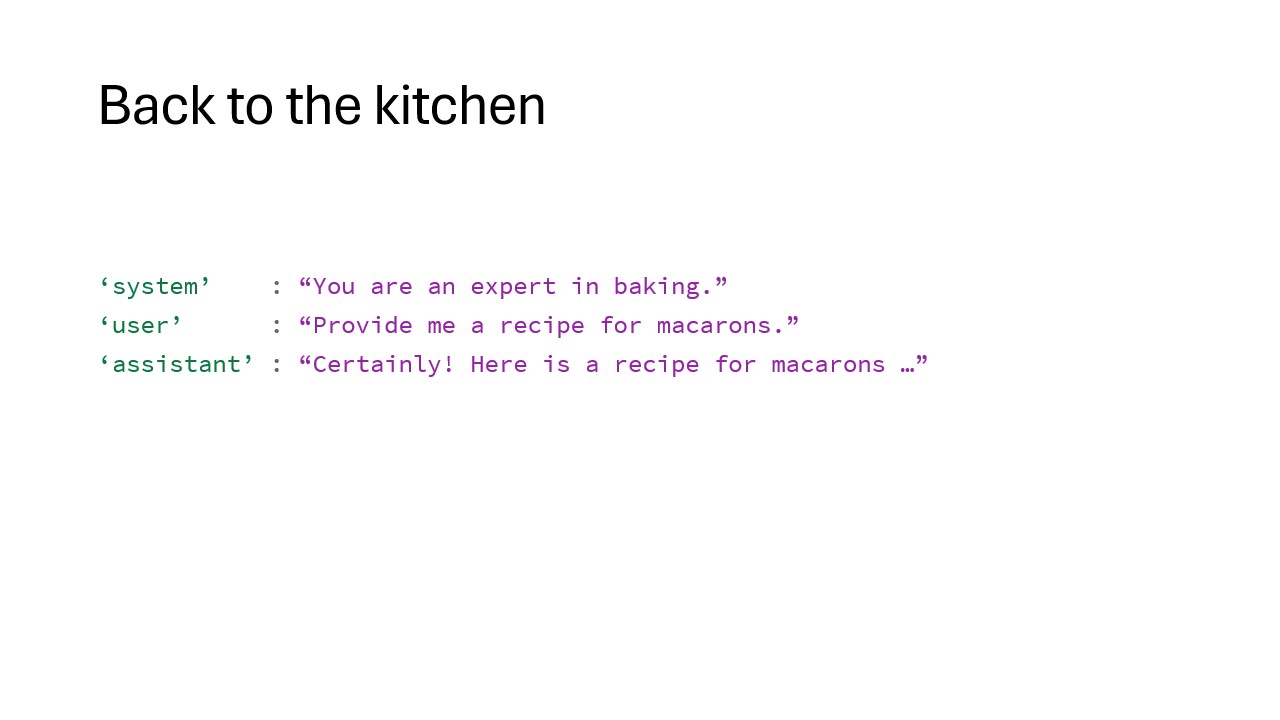 Back to the kitchen
‘system’ : “You are an expert in baking.”
‘user’ : “Provide me a recipe for macarons.”
‘assistant’ : “Certainly! Here is a recipe for macarons …”